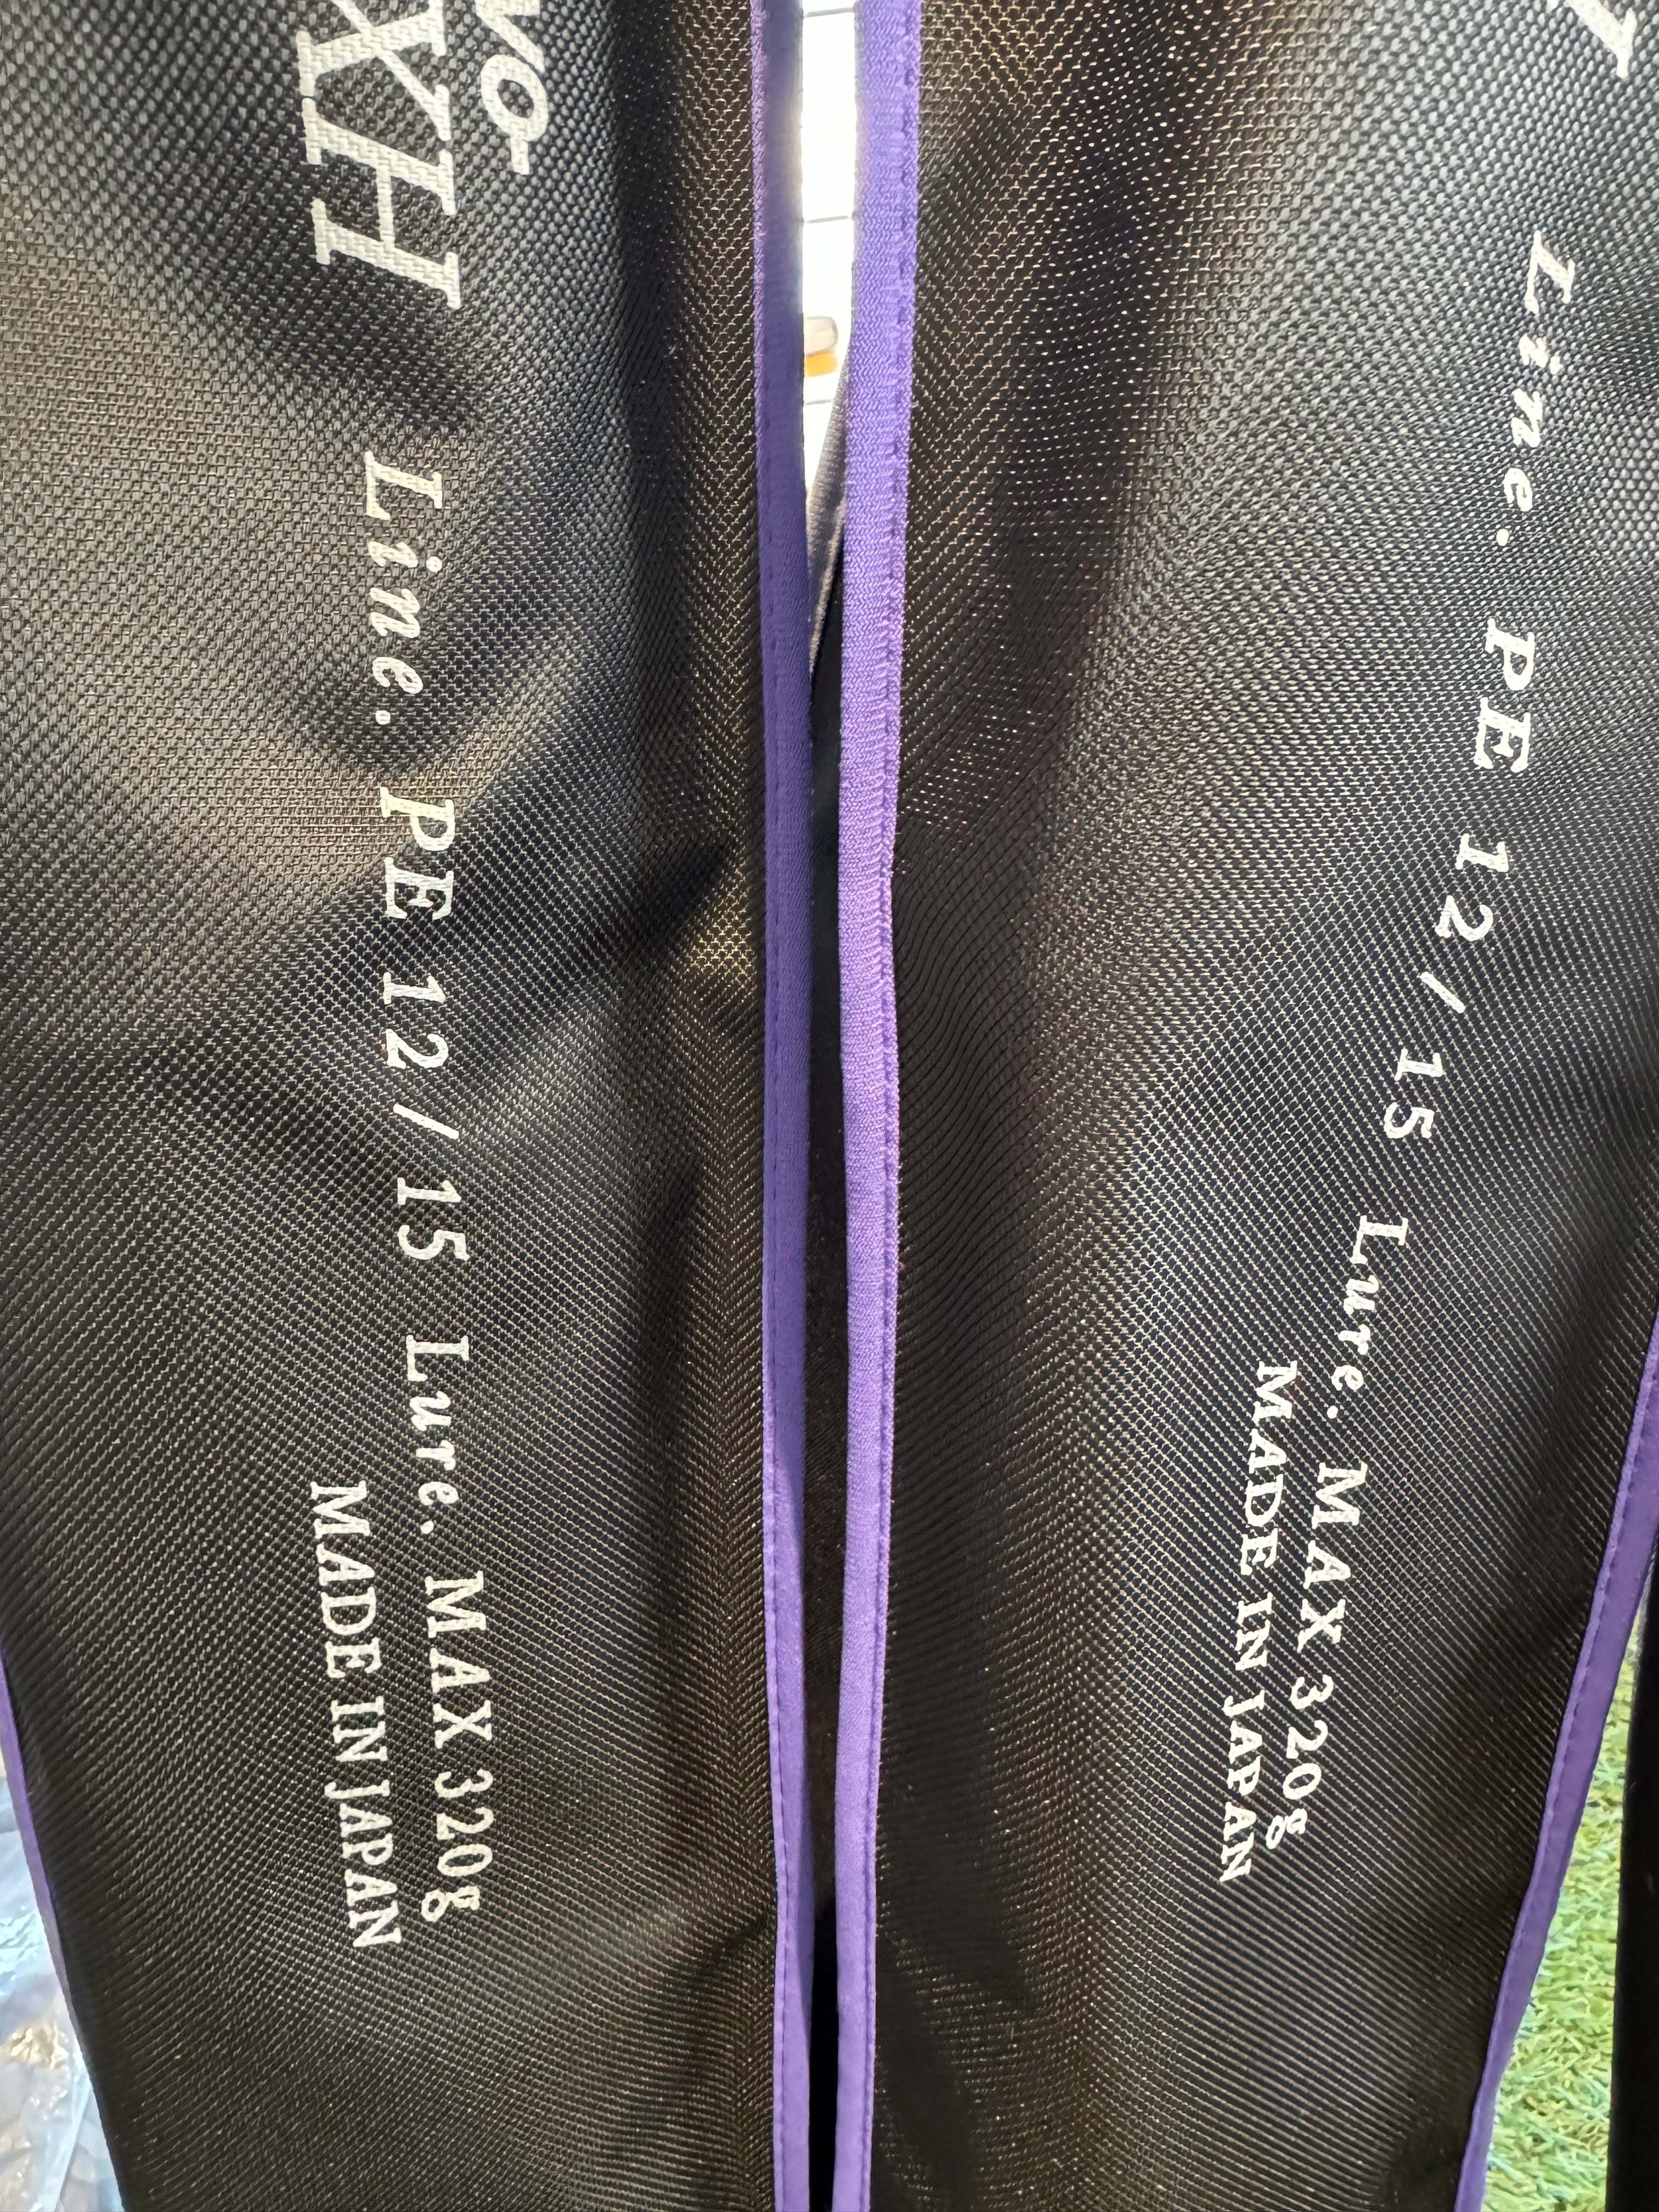 XH
Line. PE 12/15 Lure. MAX 320g
MADE IN JAPAN
Line. PE 12/15 Lure. MAX 320g
MADE IN JAPAN